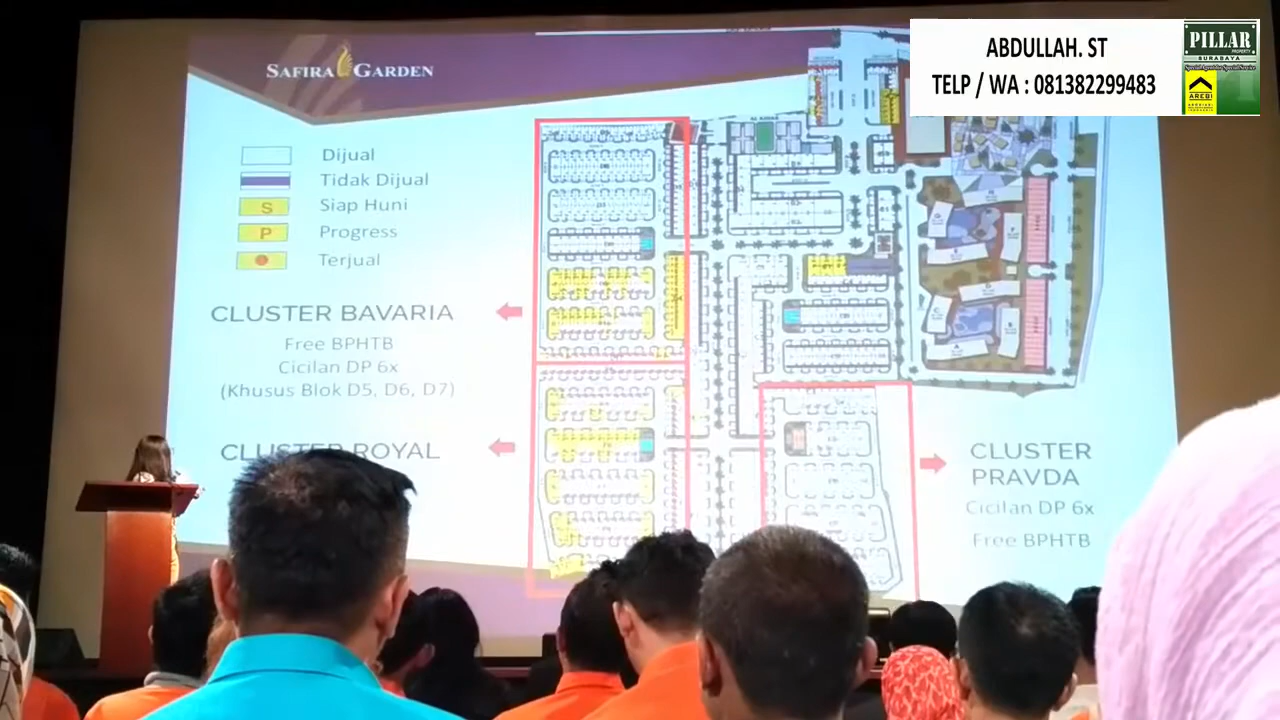 ABDULLAH. ST
TELP / WA : 081382299483
PILLAR
PROPERTY
SURABAYA
AREBI
SAFIRA GARDEN
Dijual
Tidak Dijual
S Siap Huni
P Progress
Terjual
CLUSTER BAVARIA
Free BPHTB
Cicilan DP 6x
(Khusus Blok D5, D6, D7)
CLUSTER ROYAL
CLUSTER
PRAVDA
Cicilan DP 6x
Free BPHTB